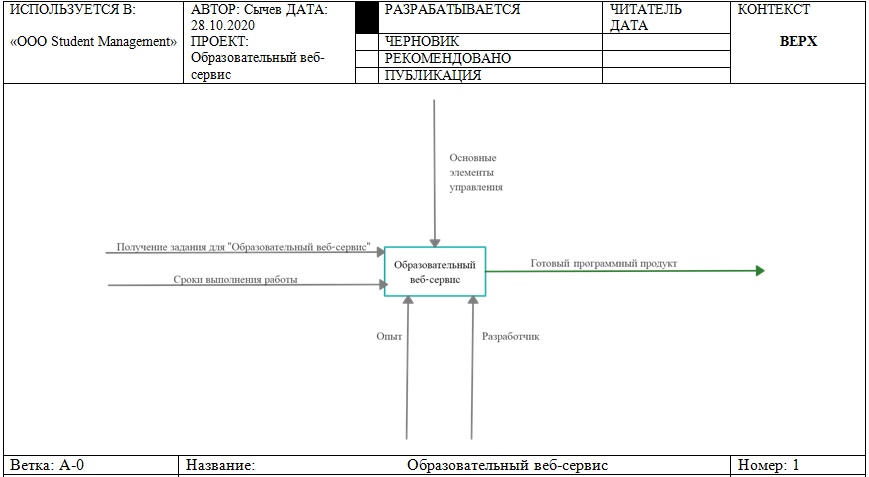 ИСПОЛЬЗУЕТСЯ В:
«ООО Student Management»
АВТОР: Сычев ДАТА:
28.10.2020
ПРОЕКТ:
Образовательный веб-
сервис
РАЗРАБАТЫВАЕТСЯ
ЧЕРНОВИК
РЕКОМЕНДОВАНО
ПУБЛИКАЦИЯ
ЧИТАТЕЛЬ
ДАТА
КОНТЕКСТ
ВЕРХ
Основные
элементы
управления
Получение задания для "Образовательный веб-сервис"
Сроки выполнения работы
Образовательный
веб-сервис
Готовый программный продукт
Опыт
Разработчик
Ветка: А-0
Название:
Образовательный веб-сервис
Номер: 1